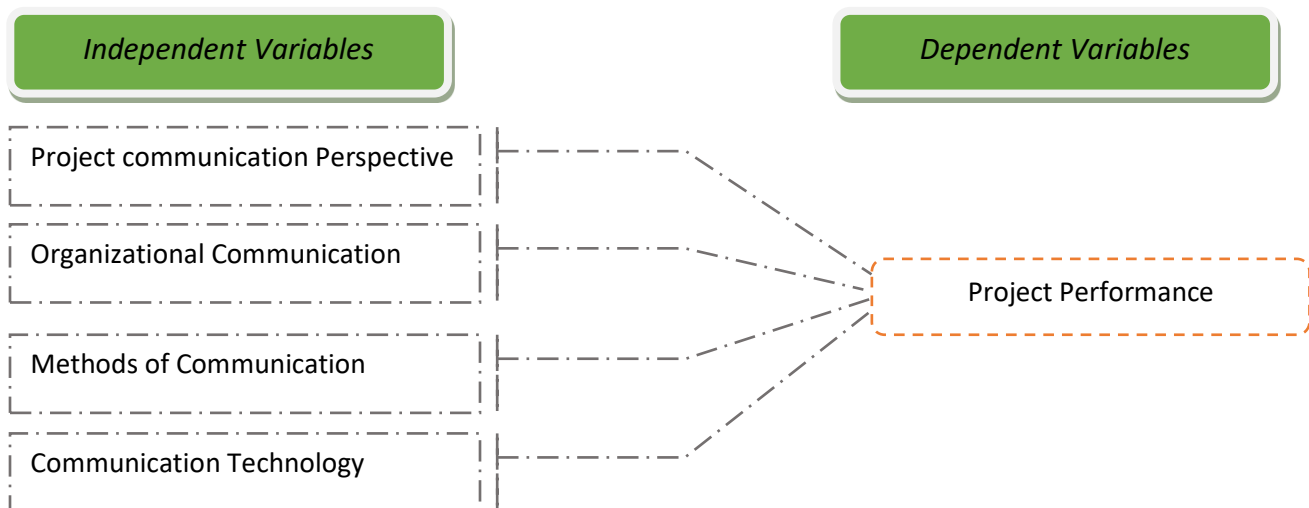 Independent Variables
Dependent Variables
Project communication Perspective
Organizational Communication
Project Performance
Methods of Communication
Communication Technology